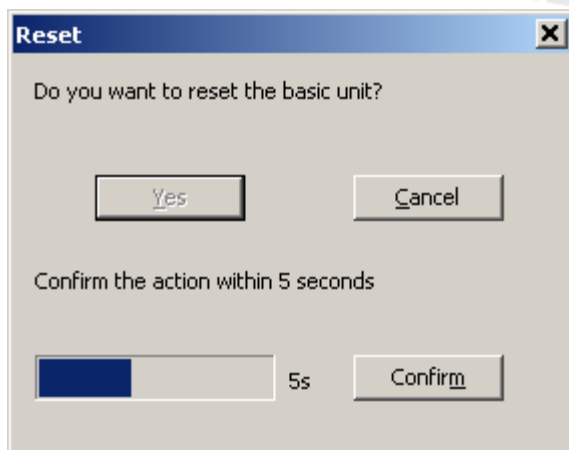 Reset
Do you want to reset the basic unit?
Yes Cancel
Confirm the action within 5 seconds
5s Confirm